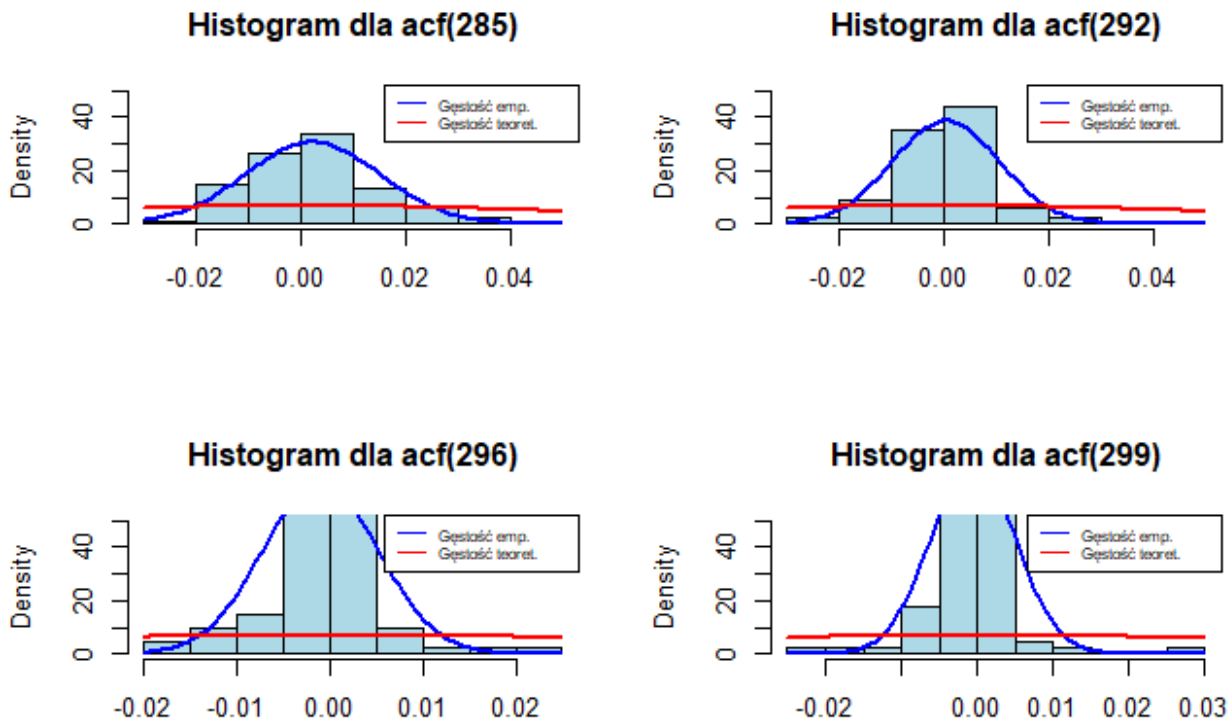 Histogram dla acf(285)
Density
0 20 40
Gęstość emp.
Gęstość teoret.
-0.02 0.00 0.02 0.04
Histogram dla acf(292)
Density
0 20 40
Gęstość emp.
Gęstość teoret.
-0.02 0.00 0.02 0.04
Histogram dla acf(296)
Density
0 20 40
Gęstość emp.
Gęstość teoret.
-0.02 -0.01 0.00 0.01 0.02
Histogram dla acf(299)
Density
0 20 40
Gęstość emp.
Gęstość teoret.
-0.02 0.00 0.01 0.02 0.03